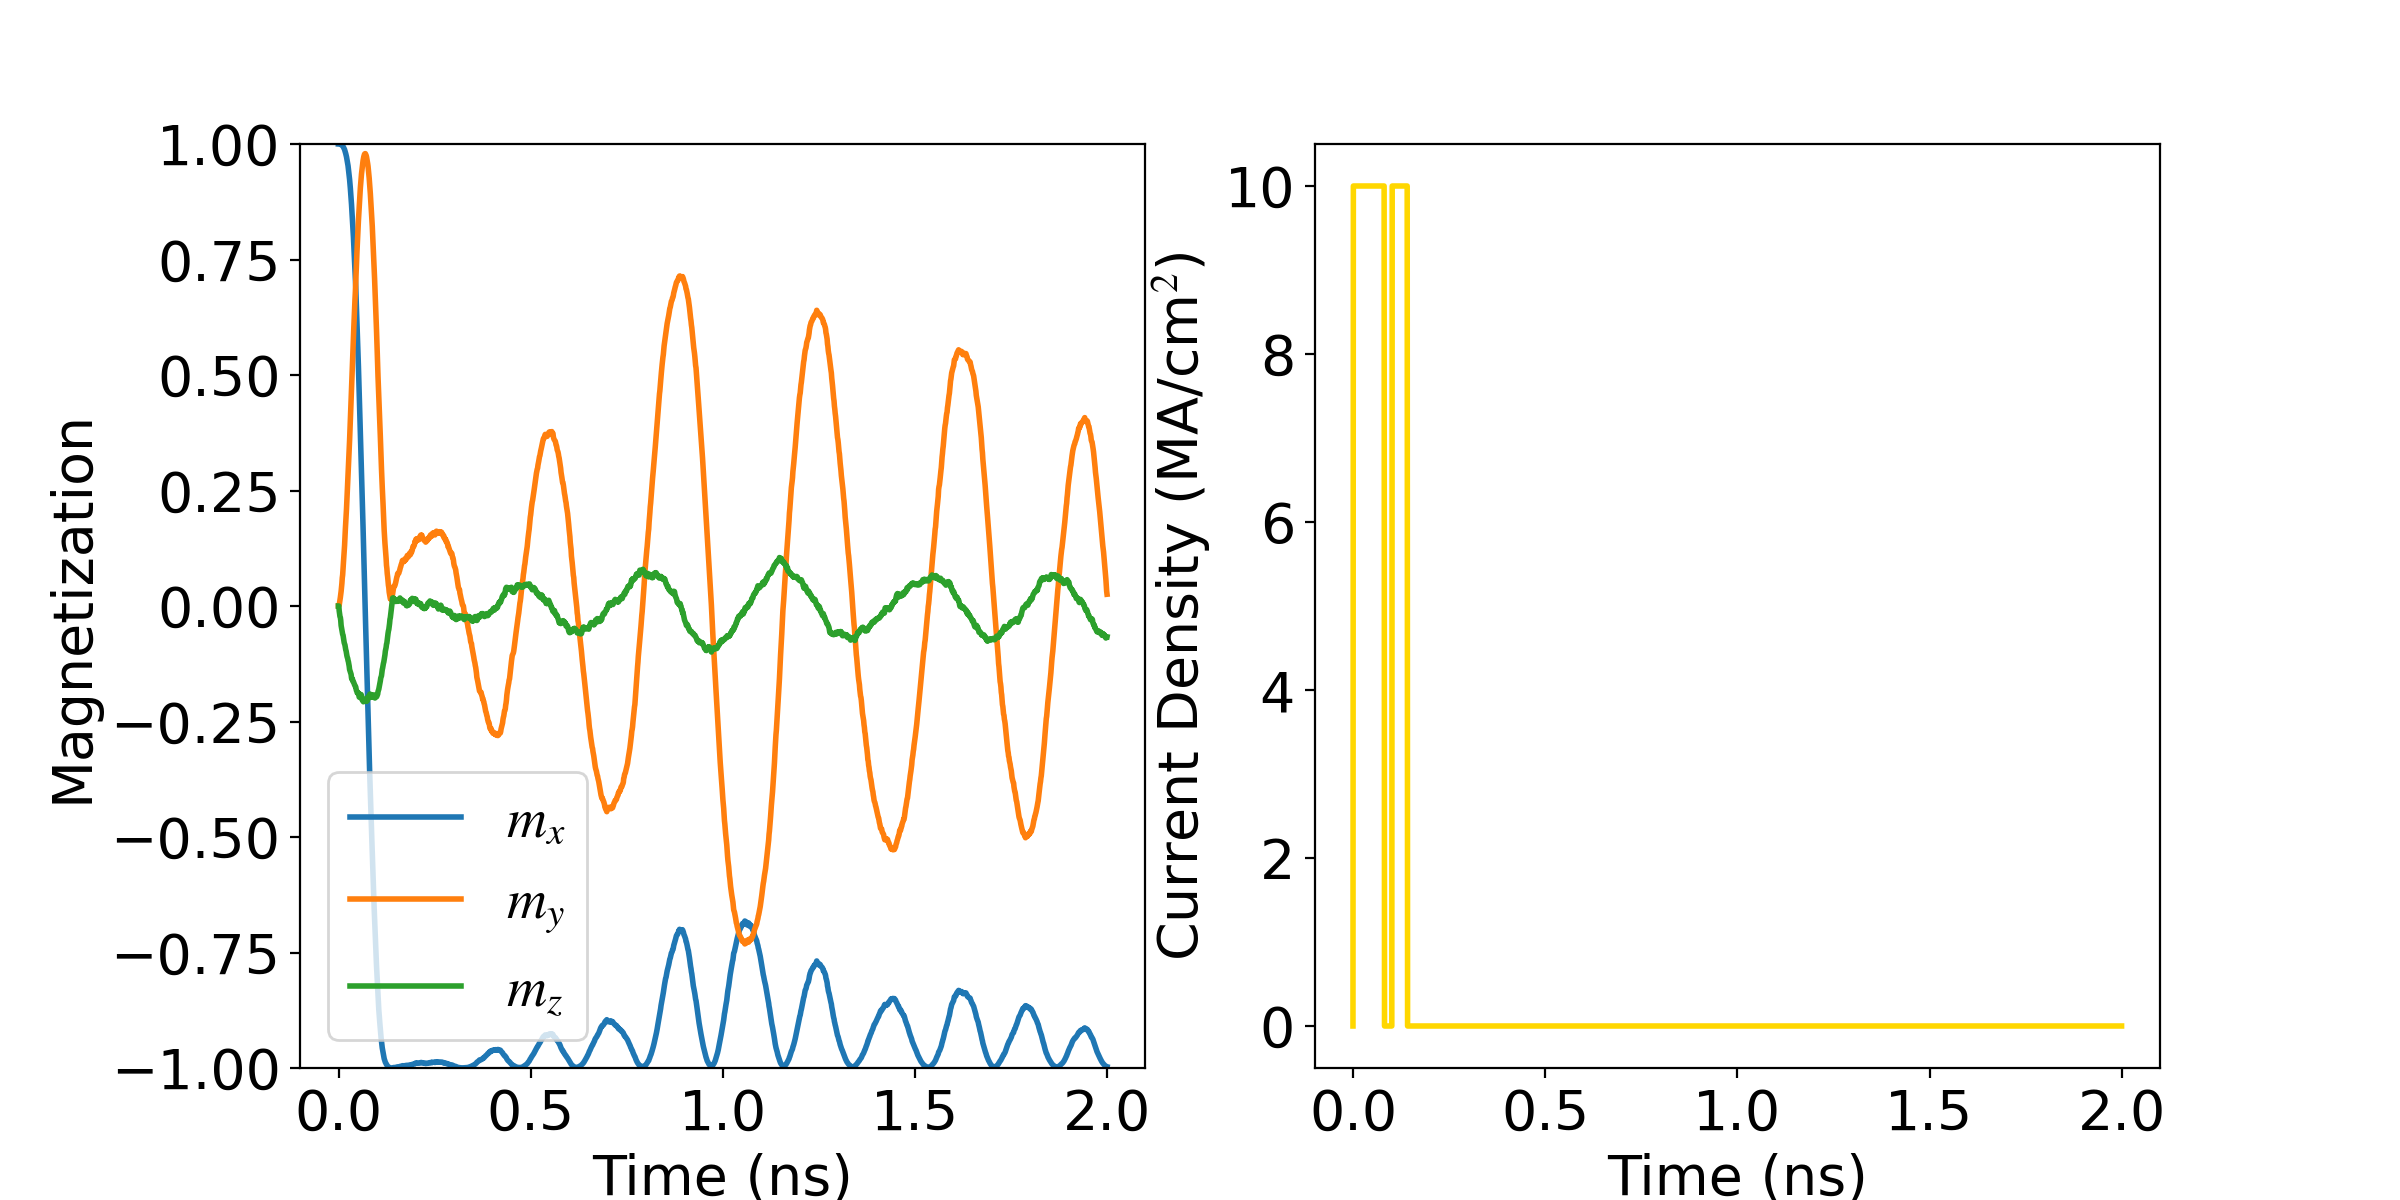 1.00
0.75
0.50
0.25
0.00
−0.25
−0.50
−0.75
−1.00
Magnetization
m_x
m_y
m_z
0.0 0.5 1.0 1.5 2.0
Time (ns)
10
8
6
4
2
0
Current Density (MA/cm²)
0.0 0.5 1.0 1.5 2.0
Time (ns)